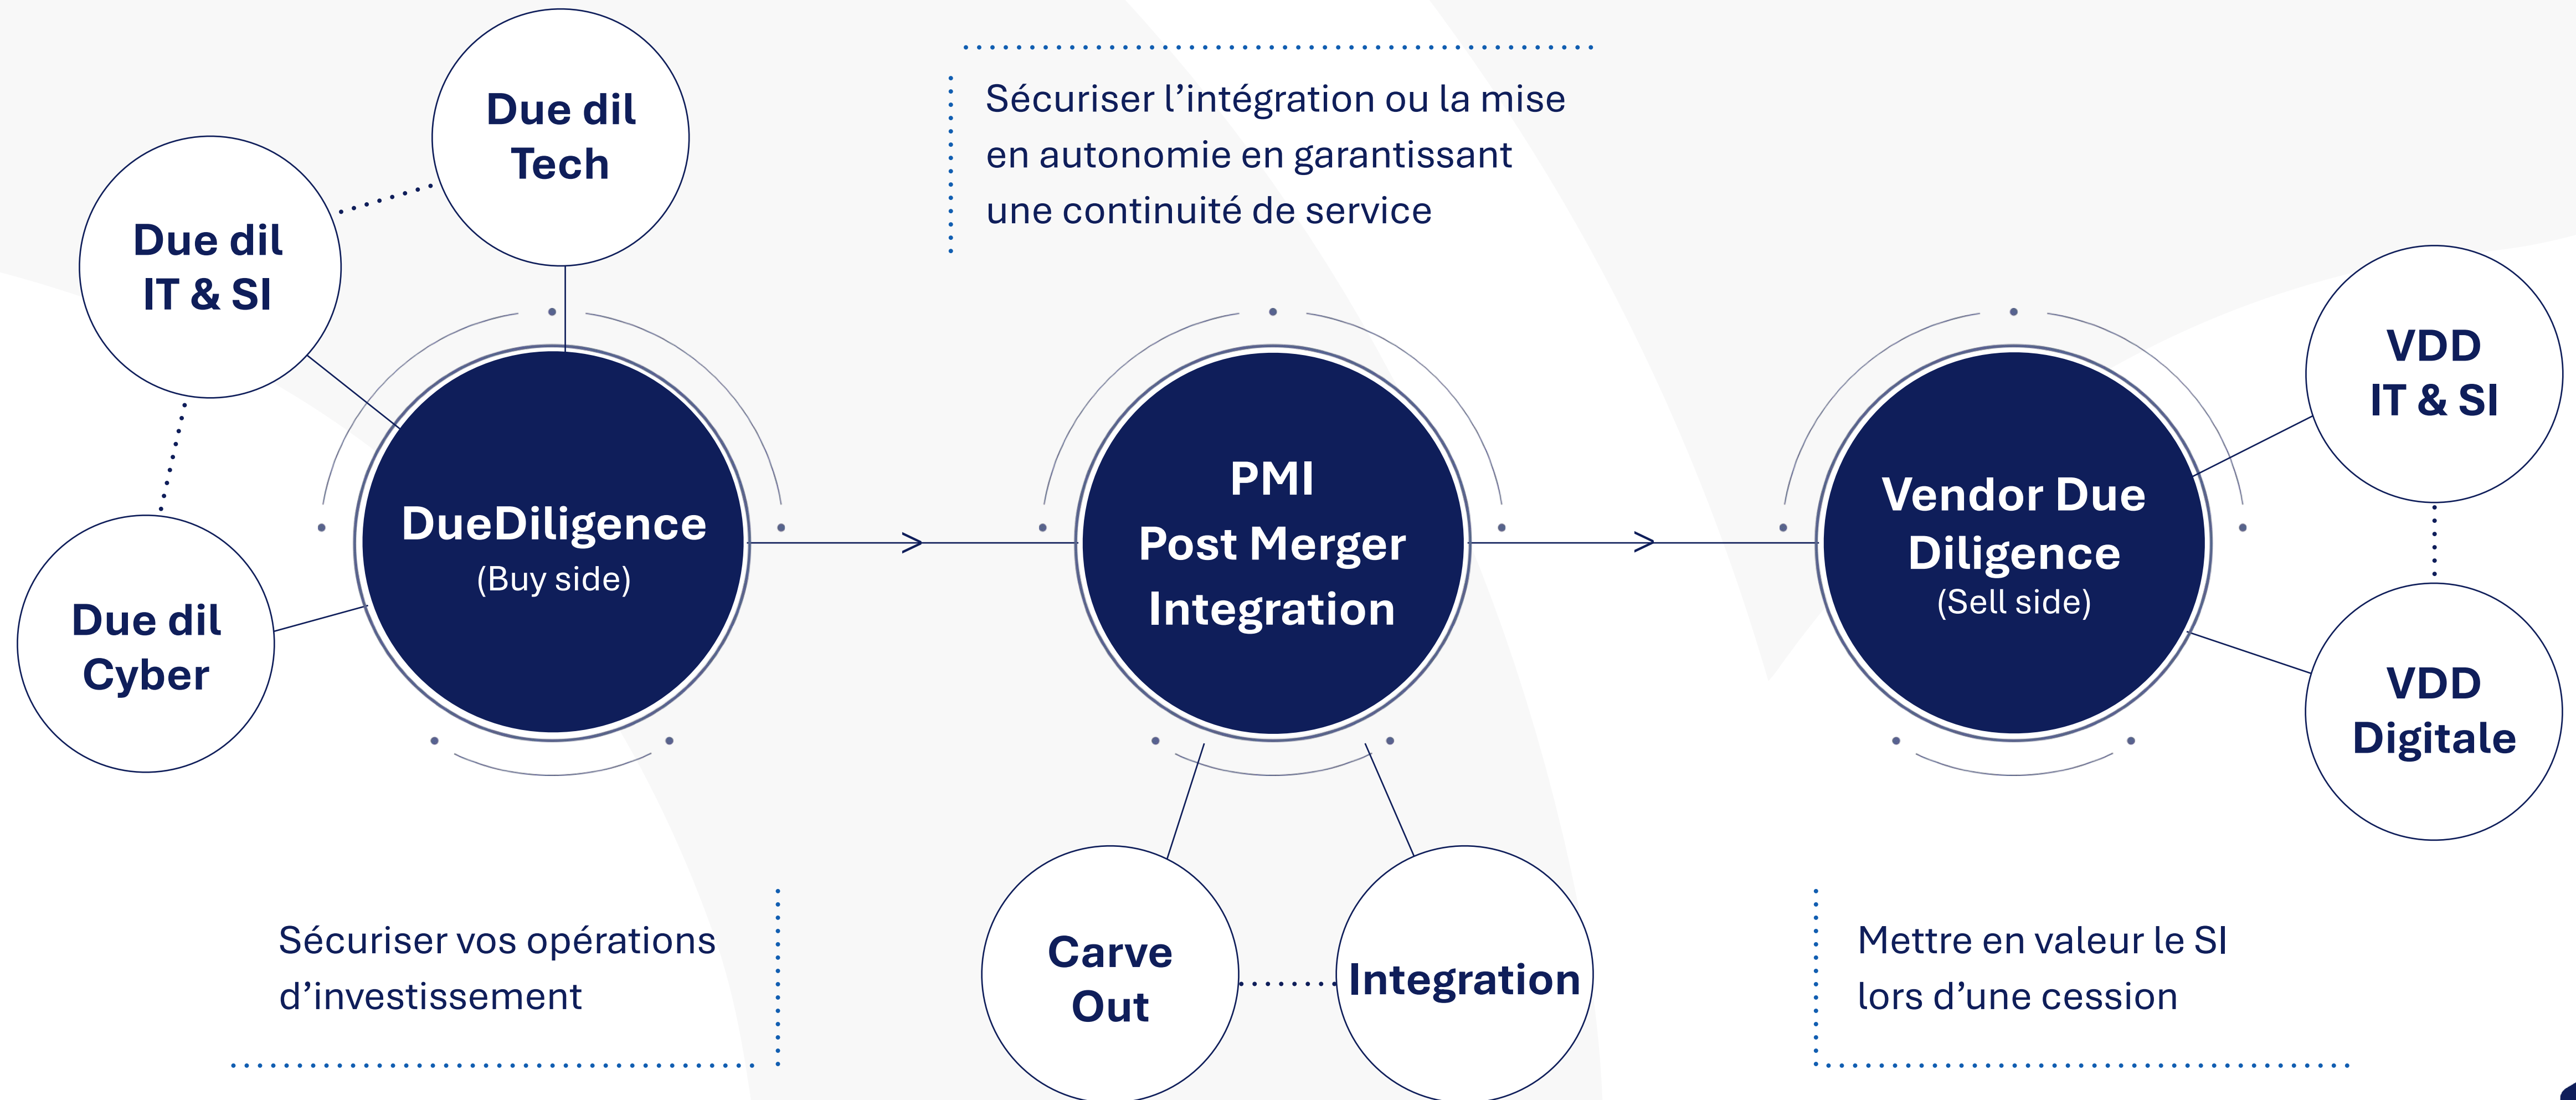 Due dil
Tech
Due dil
IT & SI
Due dil
Cyber
DueDiligence
(Buy side)
Sécuriser vos opérations
d’investissement
Sécuriser l’intégration ou la mise
en autonomie en garantissant
une continuité de service
PMI
Post Merger
Integration
Carve
Out
Integration
Vendor Due
Diligence
(Sell side)
VDD
IT & SI
VDD
Digitale
Mettre en valeur le SI
lors d’une cession